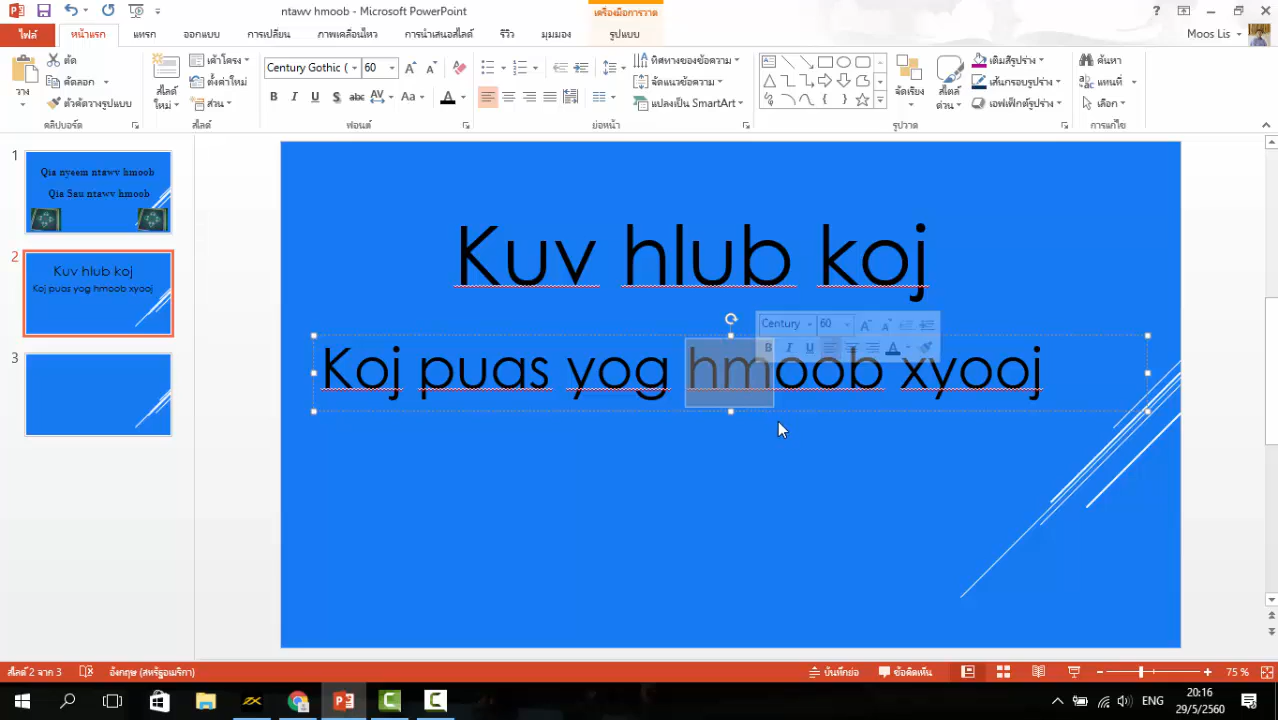 ntawv hmoob - Microsoft PowerPoint
เครื่องมือการวาด
ไฟล์ หน้าแรก แทรก ออกแบบ การเปลี่ยน ภาพเคลื่อนไหว การนำเสนอสไลด์ รีวิว มุมมอง รูปแบบ Moos Lis
ตัด
คัดลอก
ตัวคัดวางรูปแบบ
วาง
คลิปบอร์ด
สไลด์
ใหม่
เค้าโครง
ตั้งค่าใหม่
ส่วน
สไลด์
Century Gothic ( 60
B I U S abc AV Aa A
ฟอนต์
ทิศทางของข้อความ
จัดแนวข้อความ
แปลงเป็น SmartArt
ย่อหน้า
จัดเรียง
สไตล์
ด่วน
เติมสีรูปร่าง
เส้นกรอบรูปร่าง
เอฟเฟ็กต์รูปร่าง
รูปวาด
ค้นหา
แทนที่
เลือก
การแก้ไข
1
Qia nyeem ntawv hmoob
Qia Sau ntawv hmoob
2
Kuv hlub koj
Koj puas yog hmoob xyooj
3
Kuv hlub koj
Century 60
B I U A
Koj puas yog hmoob xyooj
สไลด์ 2 จาก 3 อังกฤษ (สหรัฐอเมริกา) บันทึกย่อ ข้อคิดเห็น 75 %
ENG
20:16
29/5/2560